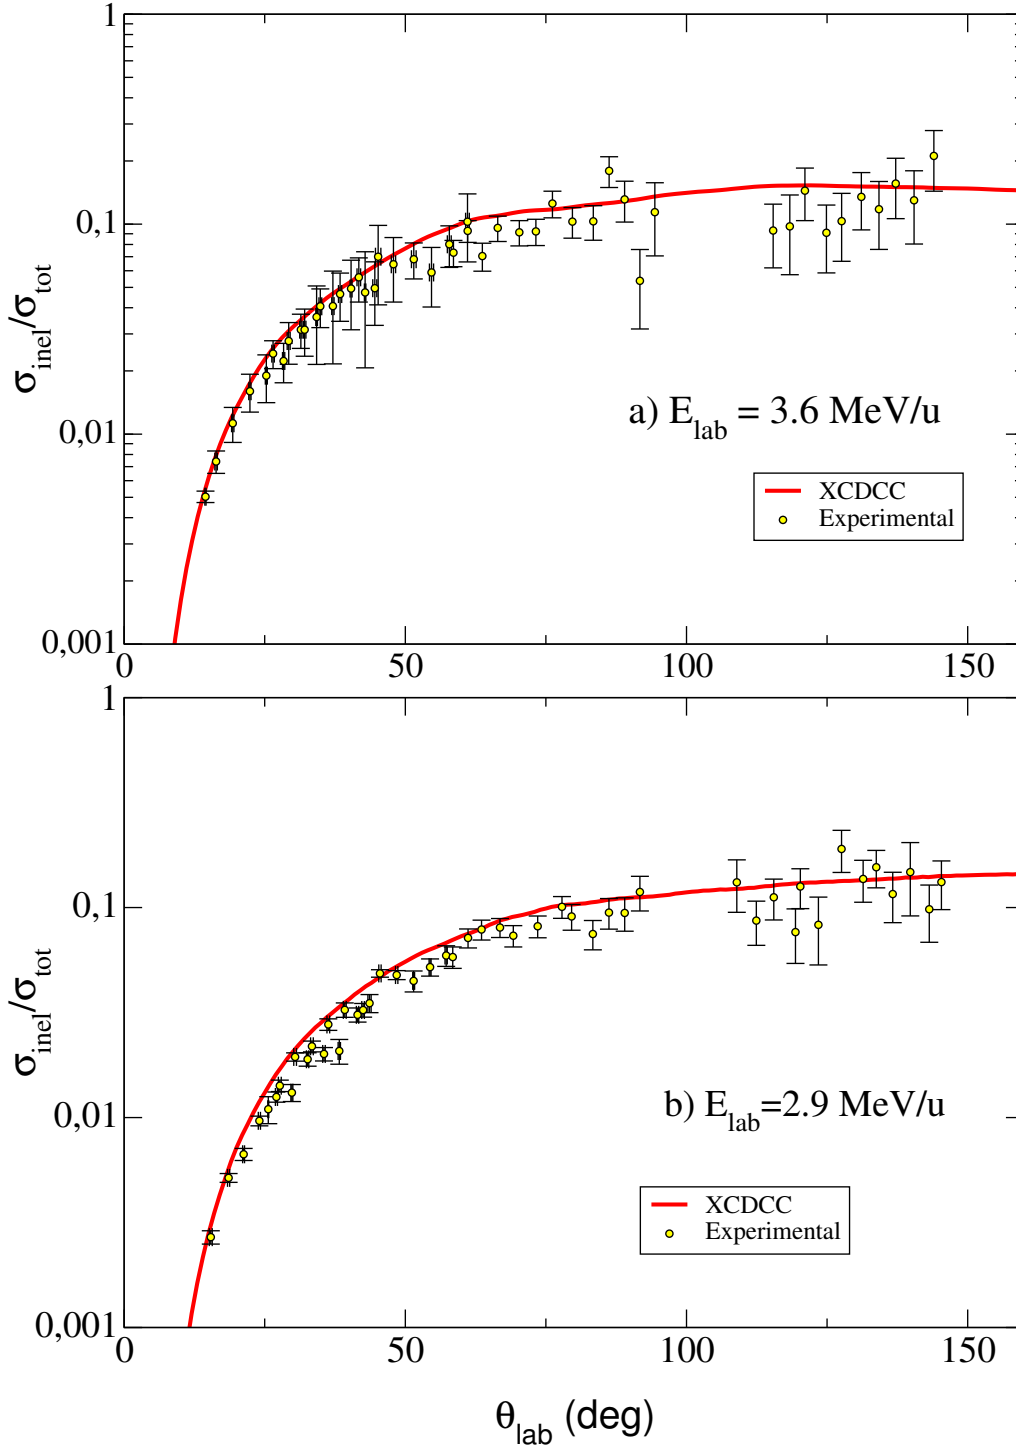 1
0,1
0,01
0,001
σinel/σtot
a) Elab = 3.6 MeV/u
XCDCC
Experimental
0 50 100 150
1
0,1
0,01
0,001
σinel/σtot
b) Elab=2.9 MeV/u
XCDCC
Experimental
0 50 100 150
θlab (deg)